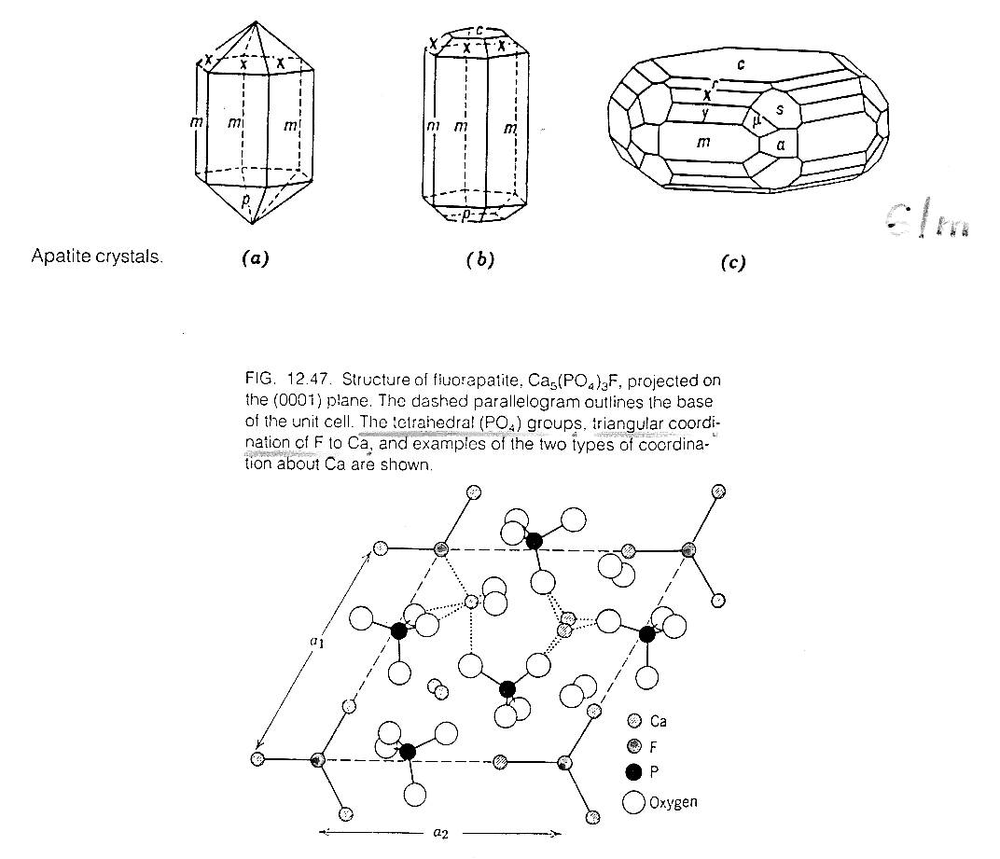 x x x
m m m
p
c
x x x
m m m
p
c
r
x
y
μ s
m a
6/m
Apatite crystals. (a) (b) (c)
FIG. 12.47. Structure of fluorapatite, Ca₅(PO₄)₃F, projected on
the (0001) plane. The dashed parallelogram outlines the base
of the unit cell. The tetrahedral (PO₄) groups, triangular coordi-
nation of F to Ca, and examples of the two types of coordina-
tion about Ca are shown.
a₁
Ca
F
P
Oxygen
a₂